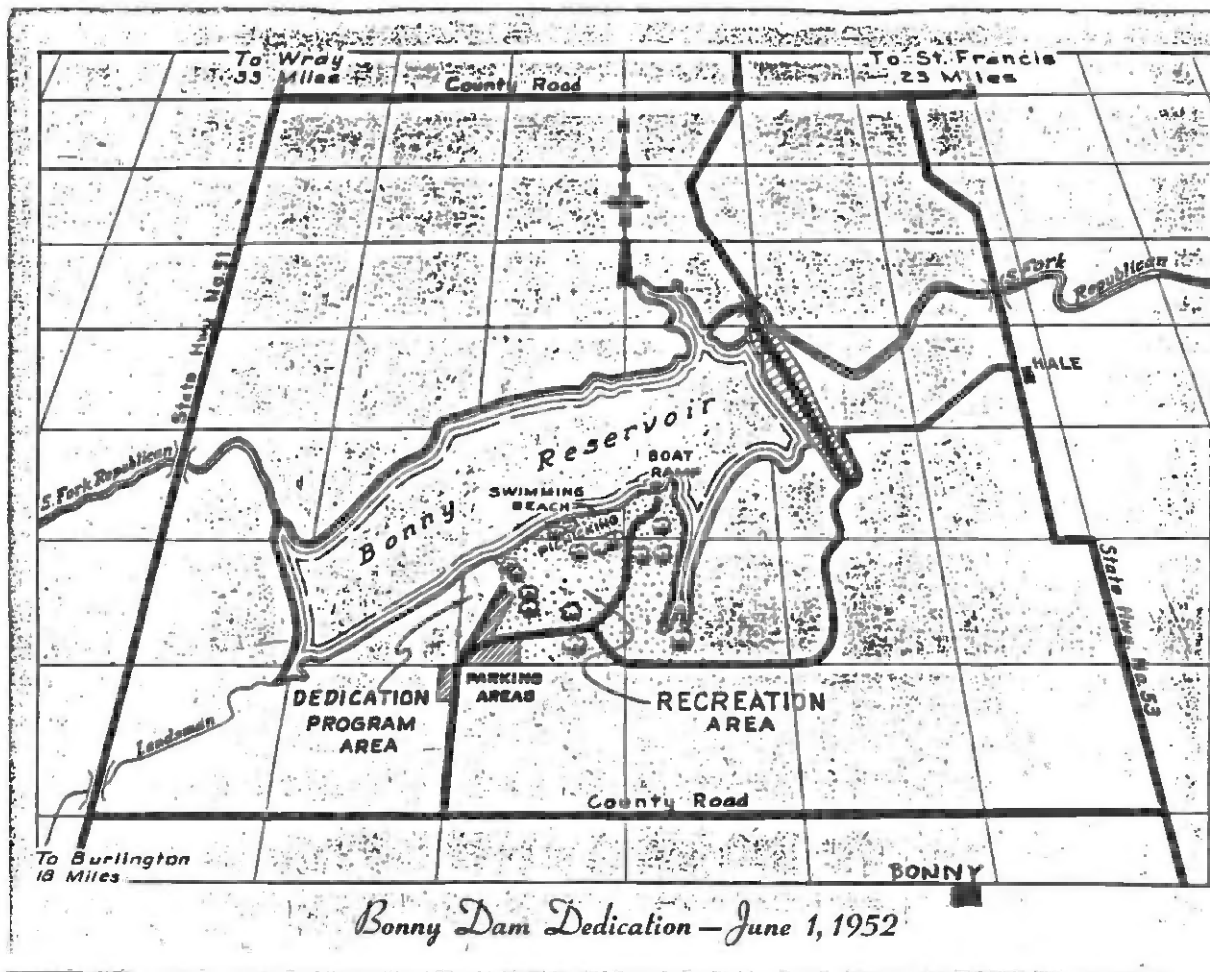 To Wray
33 Miles
To St. Francis
23 Miles
County Road
State Hwy. No. 51
S. Fork
Republican
HALE
S. Fork Republican
Bonny Reservoir
BOAT
RAMP
SWIMMING
BEACH
PICNICKING
State Hwy. No. 53
DEDICATION
PROGRAM
AREA
PARKING
AREAS
RECREATION
AREA
Landsman
County Road
To Burlington
18 Miles
BONNY
Bonny Dam Dedication — June 1, 1952